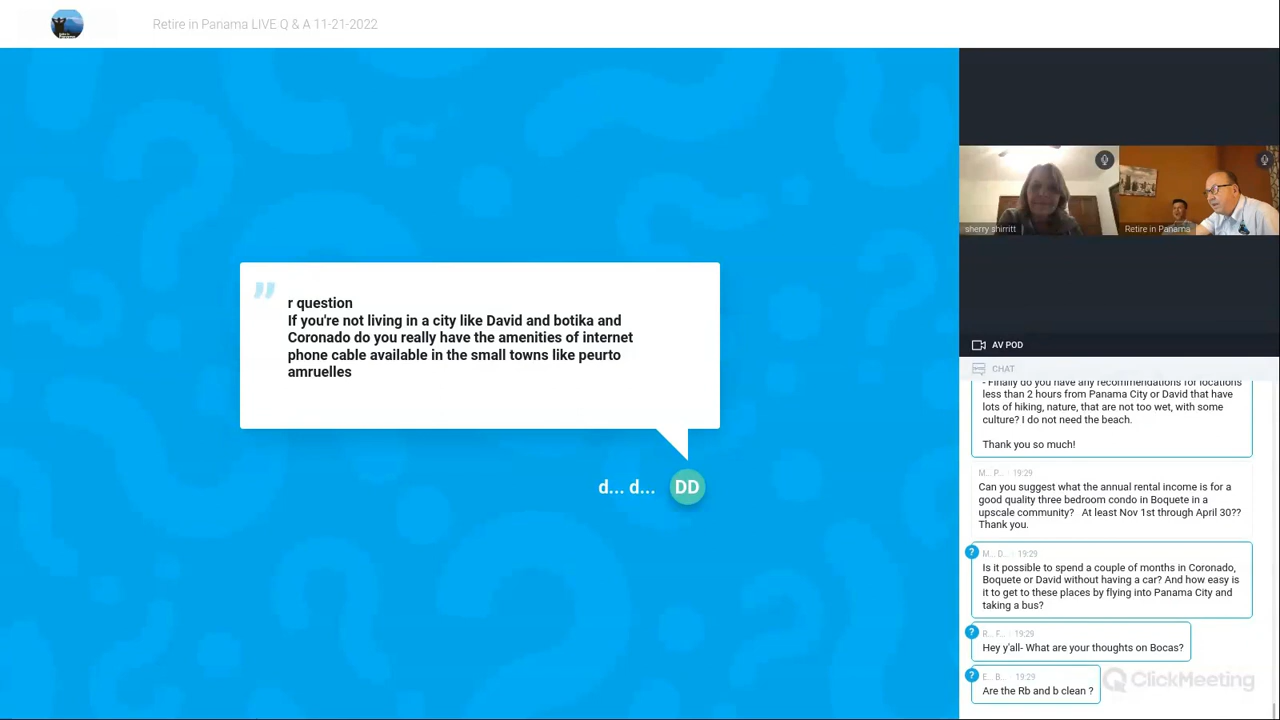 Retire in Panama LIVE Q & A 11-21-2022
r question
If you're not living in a city like David and botika and
Coronado do you really have the amenities of internet
phone cable available in the small towns like peurto
amruelles
d... d...
DD
sherry shirritt
Retire in Panama
AV POD
CHAT
- Finally do you have any recommendations for locations
less than 2 hours from Panama City or David that have
lots of hiking, nature, that are not too wet, with some
culture? I do not need the beach.
Thank you so much!
M... P... 19:29
Can you suggest what the annual rental income is for a
good quality three bedroom condo in Boquete in a
upscale community? At least Nov 1st through April 30??
Thank you.
? M... D... 19:29
Is it possible to spend a couple of months in Coronado,
Boquete or David without having a car? And how easy is
it to get to these places by flying into Panama City and
taking a bus?
? R... F... 19:29
Hey y'all- What are your thoughts on Bocas?
? E... B... 19:29
Are the Rb and b clean ?
ClickMeeting